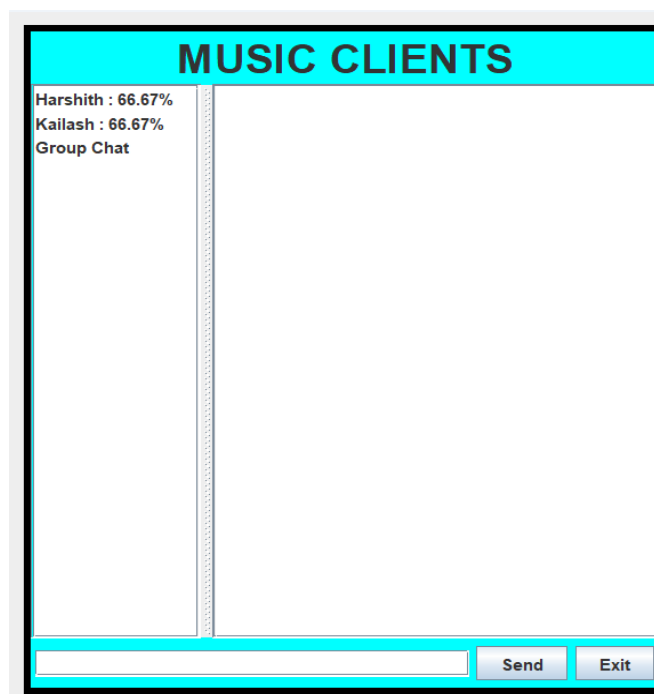 MUSIC CLIENTS
Harshith : 66.67%
Kailash : 66.67%
Group Chat
Send
Exit